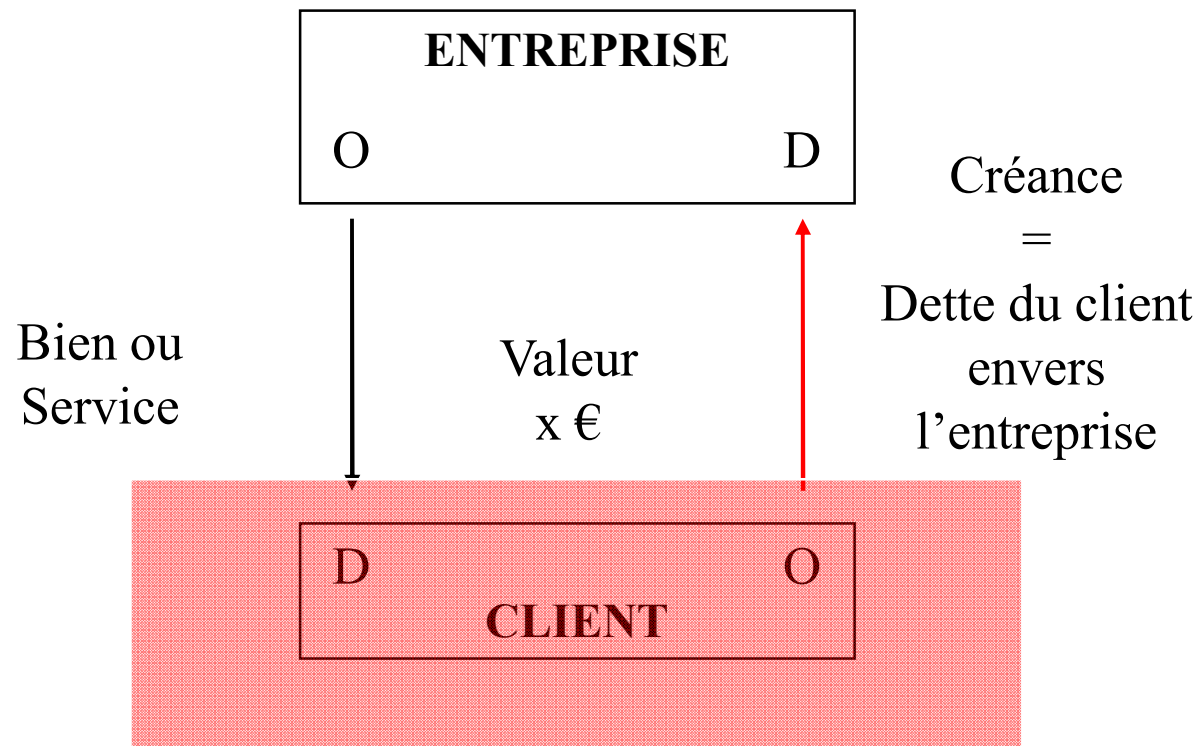 ENTREPRISE
O D
Créance
=
Dette du client
envers
l’entreprise
Bien ou
Service
Valeur
x €
D O
CLIENT